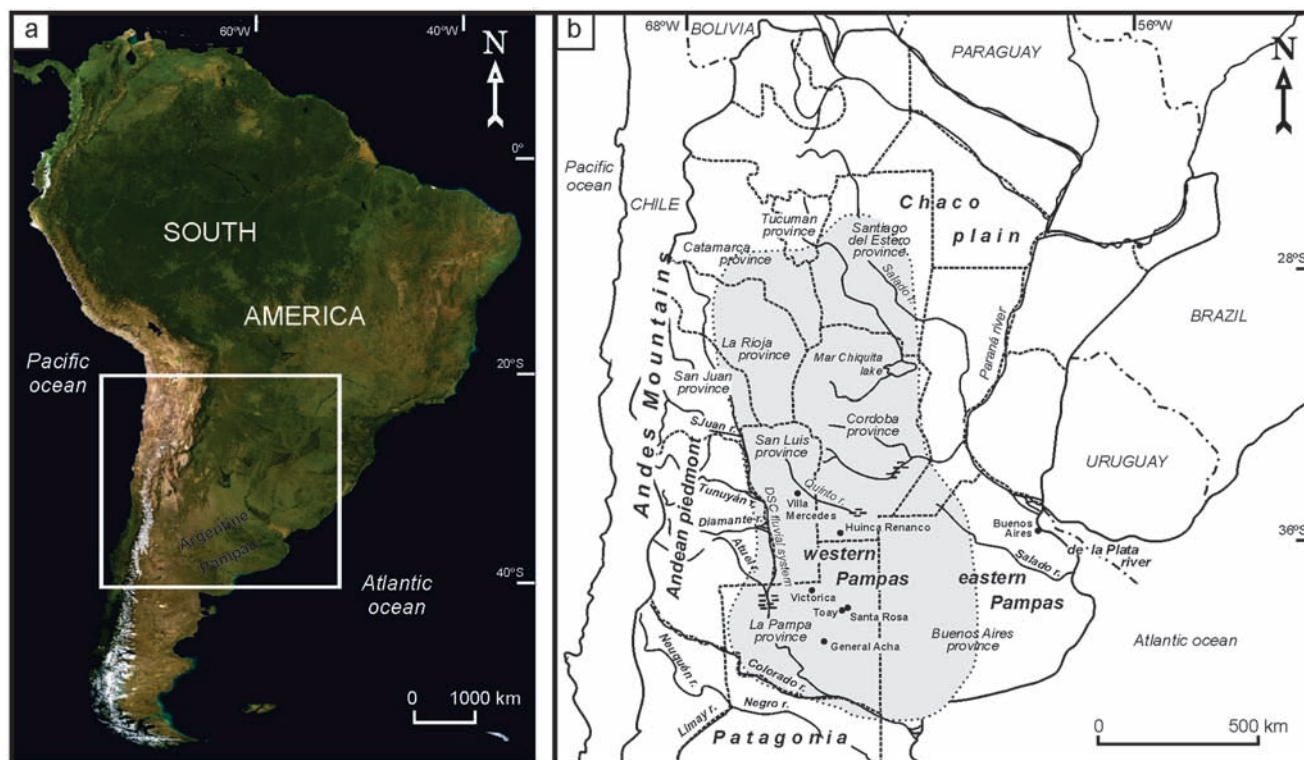 a
60ºW
40ºW
N
0º
SOUTH
AMERICA
Pacific
ocean
20ºS
Argentine
Pampas
Atlantic
ocean
40ºS
0
1000 km
b
68ºW
BOLIVIA
56ºW
PARAGUAY
N
Pacific
ocean
CHILE
Chaco
plain
Tucuman
province
Santiago
del Estero
province
Catamarca
province
Salado r.
28ºS
Andes Mountains
BRAZIL
La Rioja
province
Mar Chiquita
lake
Paraná river
San Juan
province
Cordoba
province
SJuan r.
San Luis
province
URUGUAY
Andean piedmont
Tunuyán r.
DSC fluvial system
Quinto r.
Villa
Mercedes
Diamante r.
Huinca Renanco
Buenos
Aires
36ºS
de la Plata
river
Atuel r.
western
Pampas
eastern
Pampas
Salado r.
Victorica
Toay
Santa Rosa
La Pampa
province
General Acha
Buenos Aires
province
Atlantic ocean
Neuquén r.
Colorado r.
Limay r.
Negro r.
Patagonia
0
500 km